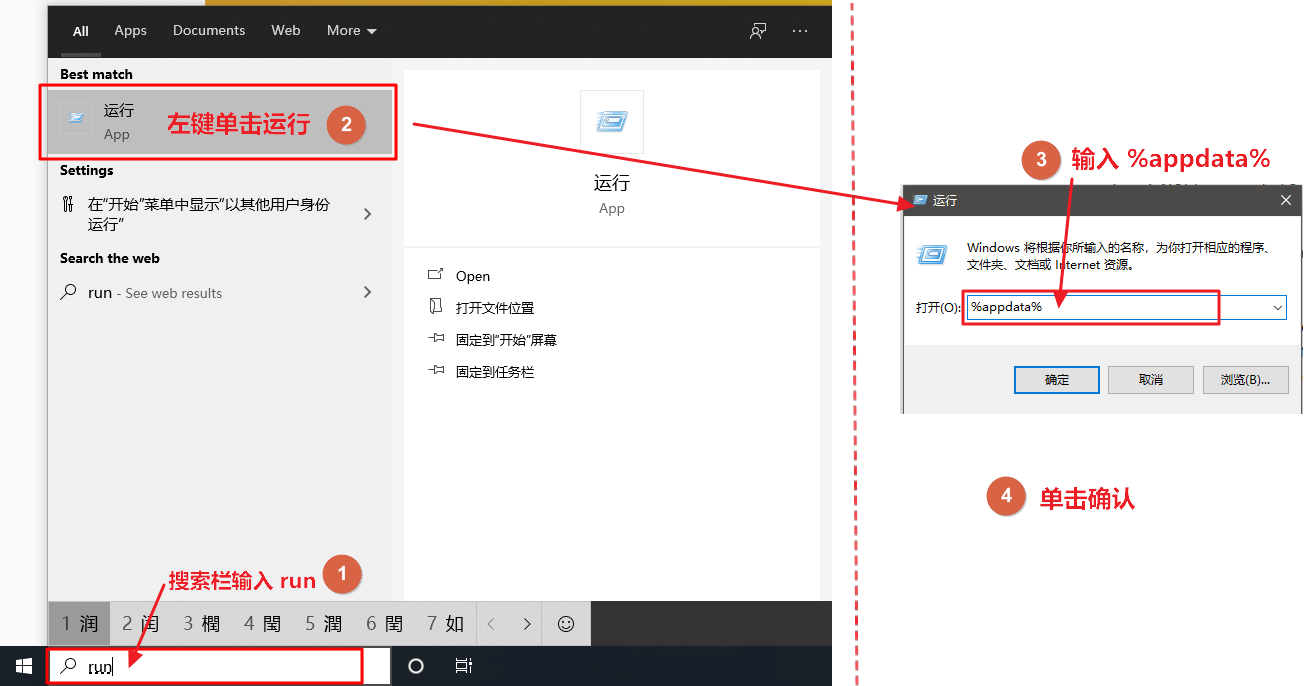 All Apps Documents Web More
Best match
运行
App
左键单击运行 2
Settings
在“开始”菜单中显示“以其他用户身份
运行”
Search the web
run - See web results
运行
App
Open
打开文件位置
固定到“开始”屏幕
固定到任务栏
搜索栏输入 run 1
1 润 2 闰 3 橍 4 閠 5 潤 6 閏 7 如
run
3 输入 %appdata%
运行
Windows 将根据你所输入的名称，为你打开相应的程序、
文件夹、文档或 Internet 资源。
打开(O): %appdata%
确定 取消 浏览(B)...
4 单击确认